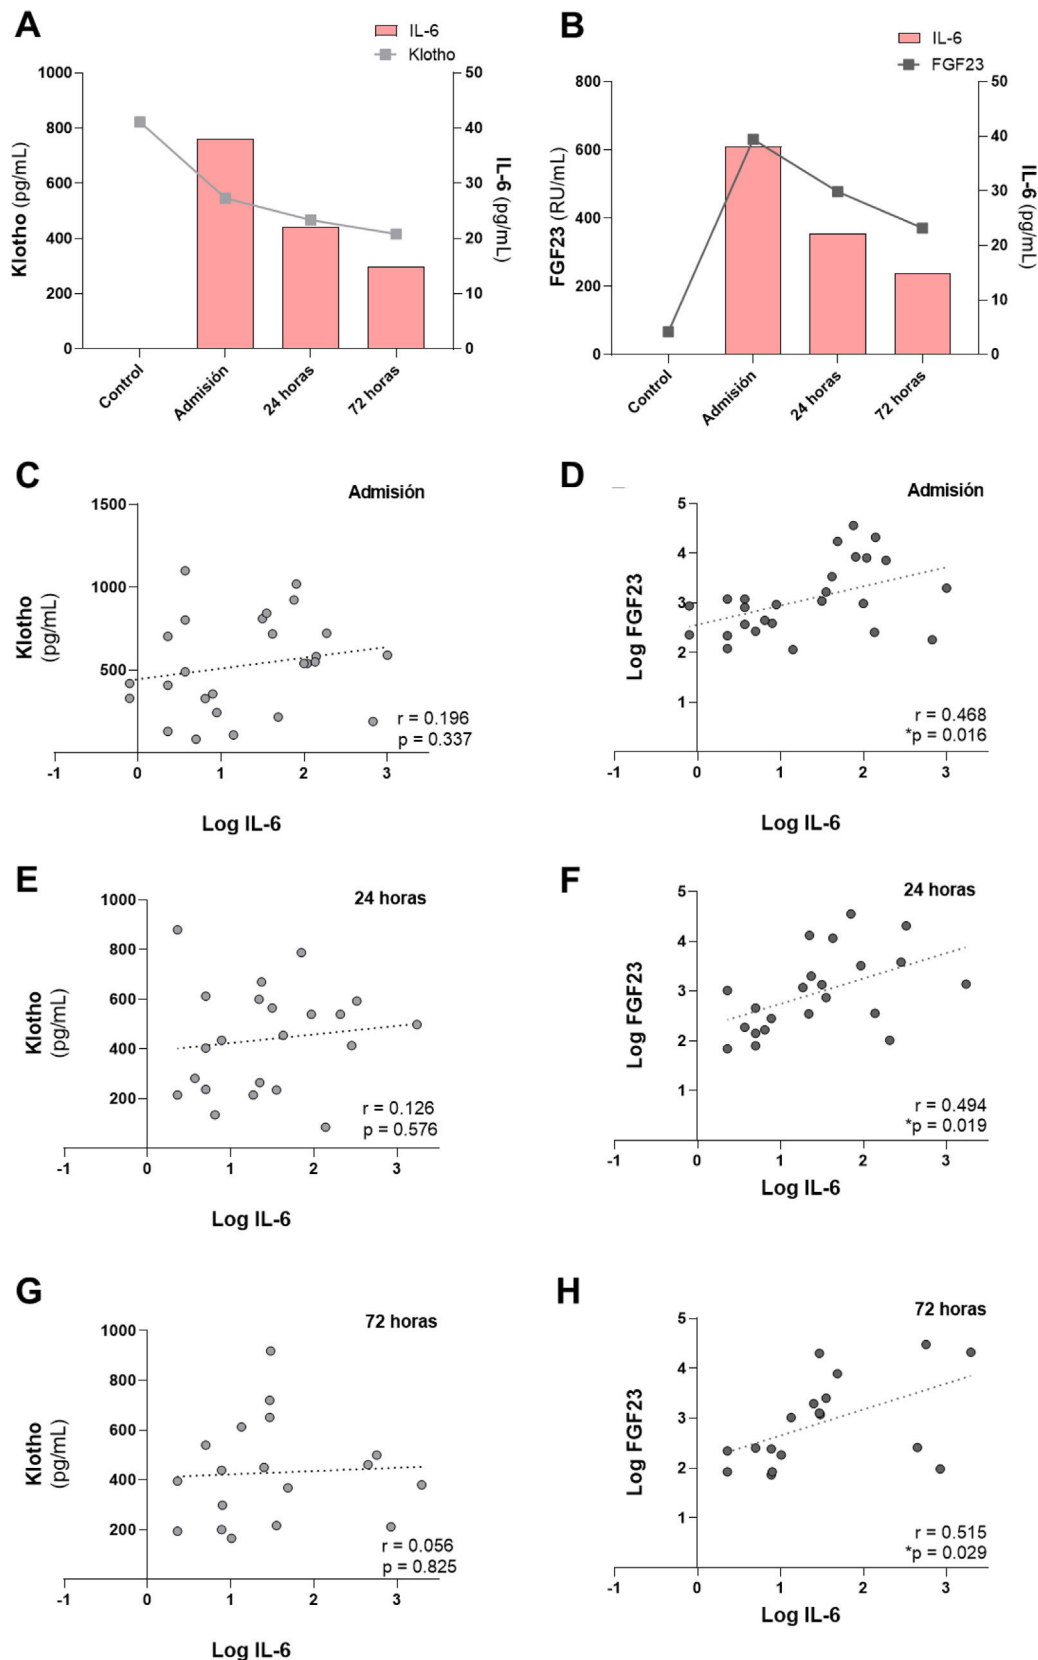 A
IL-6
Klotho
1000
800
600
400
200
0
Klotho (pg/mL)
50
40
30
20
10
0
IL-6 (pg/mL)
Control
Admisión
24 horas
72 horas
B
IL-6
FGF23
800
600
400
200
0
FGF23 (RU/mL)
50
40
30
20
10
0
IL-6 (pg/mL)
Control
Admisión
24 horas
72 horas
C
Admisión
1500
1000
500
Klotho
(pg/mL)
r = 0.196
p = 0.337
-1 0 1 2 3
Log IL-6
D
Admisión
5
4
3
2
1
Log FGF23
r = 0.468
*p = 0.016
-1 0 1 2 3
Log IL-6
E
24 horas
1000
800
600
400
200
Klotho
(pg/mL)
r = 0.126
p = 0.576
-1 0 1 2 3
Log IL-6
F
24 horas
5
4
3
2
1
Log FGF23
r = 0.494
*p = 0.019
-1 0 1 2 3
Log IL-6
G
72 horas
1000
800
600
400
200
Klotho
(pg/mL)
r = 0.056
p = 0.825
-1 0 1 2 3
Log IL-6
H
72 horas
5
4
3
2
1
Log FGF23
r = 0.515
*p = 0.029
-1 0 1 2 3
Log IL-6